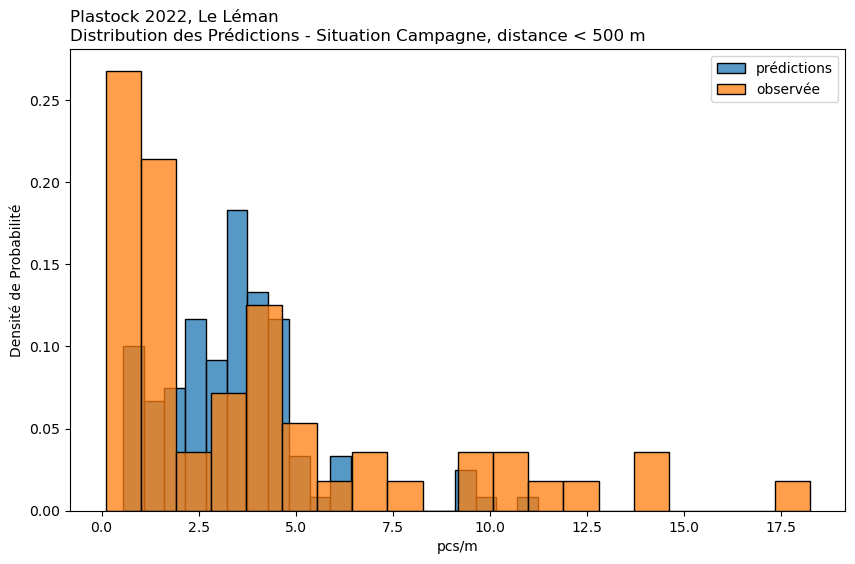 Plastock 2022, Le Léman
Distribution des Prédictions - Situation Campagne, distance < 500 m
prédictions
observée
Densité de Probabilité
0.25
0.20
0.15
0.10
0.05
0.00
0.0 2.5 5.0 7.5 10.0 12.5 15.0 17.5
pcs/m